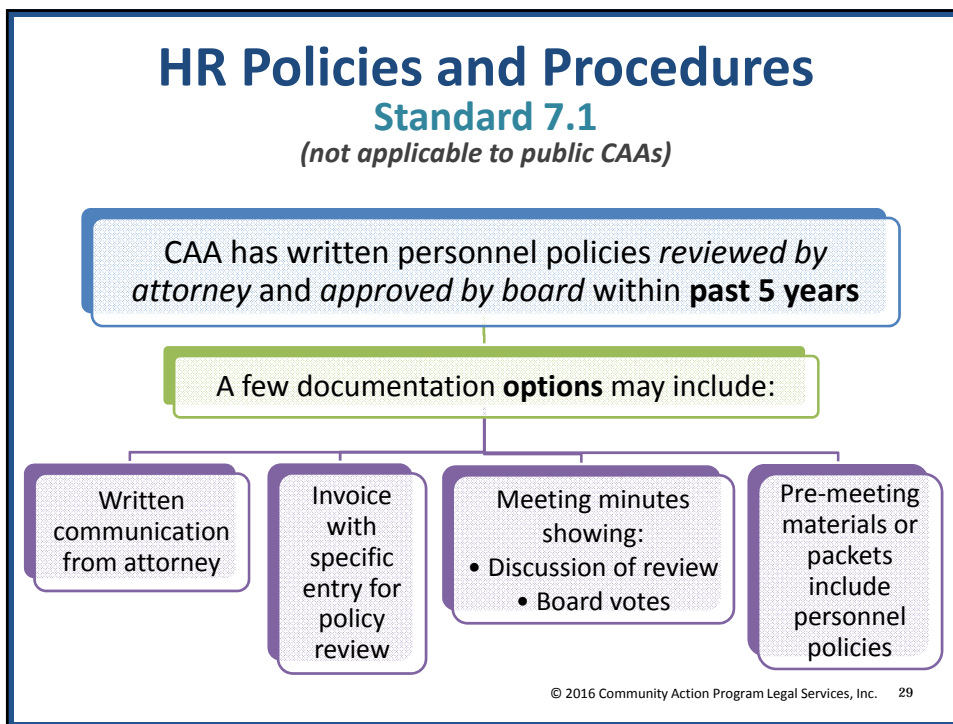 HR Policies and Procedures
Standard 7.1
(not applicable to public CAAs)
CAA has written personnel policies reviewed by
attorney and approved by board within past 5 years
A few documentation options may include:
Written
communication
from attorney
Invoice
with
specific
entry for
policy
review
Meeting minutes
showing:
• Discussion of review
• Board votes
Pre-meeting
materials or
packets
include
personnel
policies
© 2016 Community Action Program Legal Services, Inc. 29